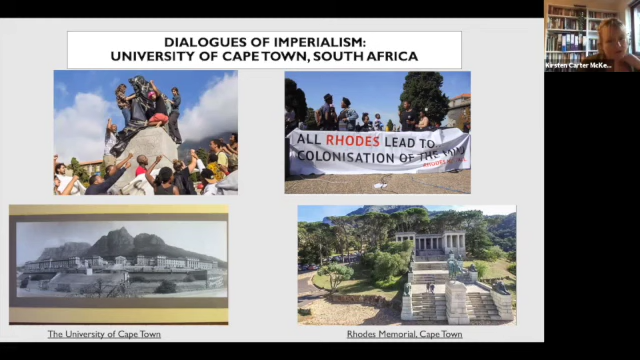 DIALOGUES OF IMPERIALISM:
UNIVERSITY OF CAPE TOWN, SOUTH AFRICA
Kirsten Carter McKe...
ALL RHODES LEAD TO
COLONISATION OF THE MIND
The University of Cape Town
Rhodes Memorial, Cape Town